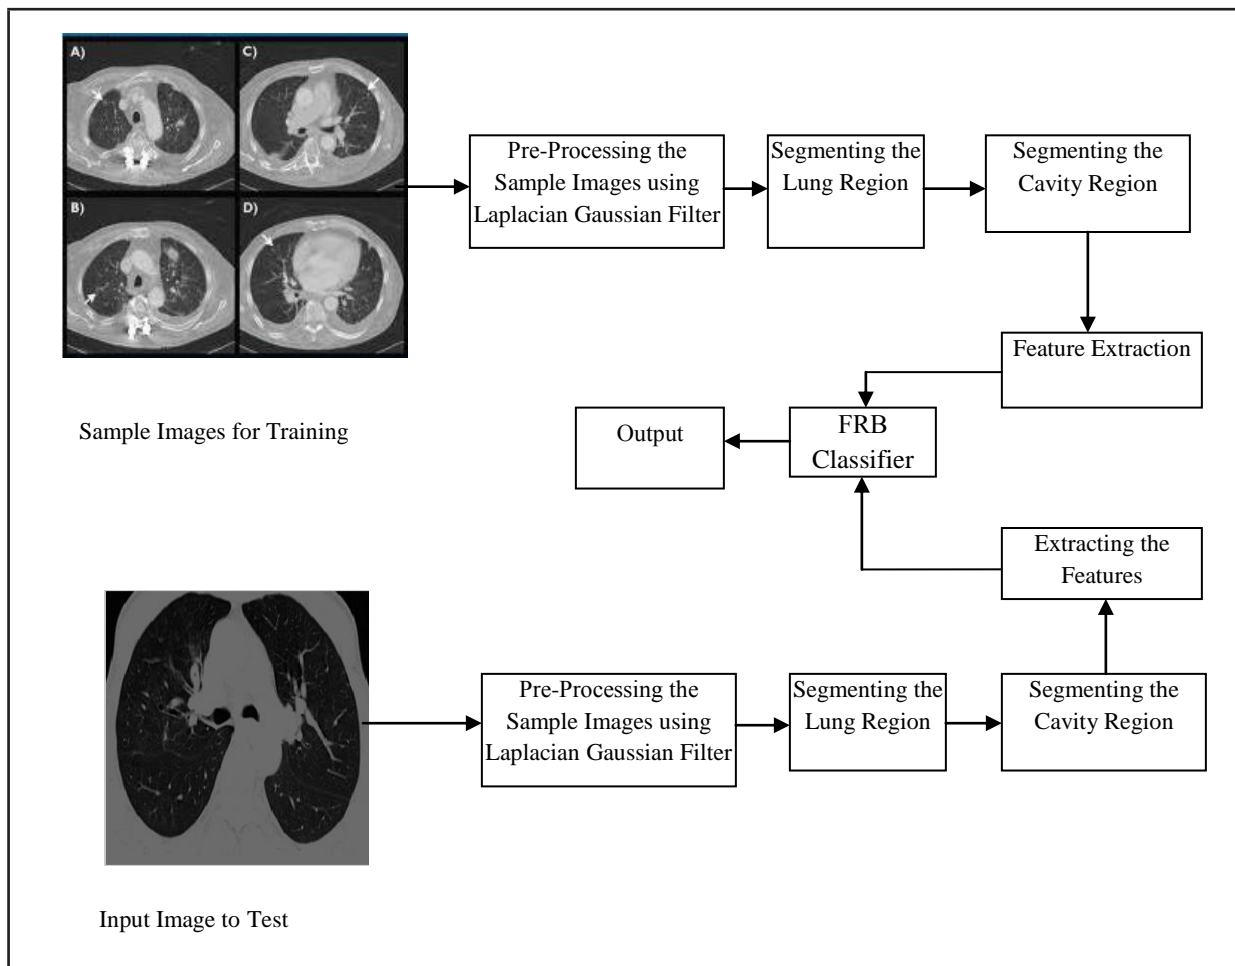 A)
C)
B)
D)
Sample Images for Training
Pre-Processing the
Sample Images using
Laplacian Gaussian Filter
Segmenting the
Lung Region
Segmenting the
Cavity Region
Feature Extraction
FRB
Classifier
Output
Extracting the
Features
Input Image to Test
Pre-Processing the
Sample Images using
Laplacian Gaussian Filter
Segmenting the
Lung Region
Segmenting the
Cavity Region